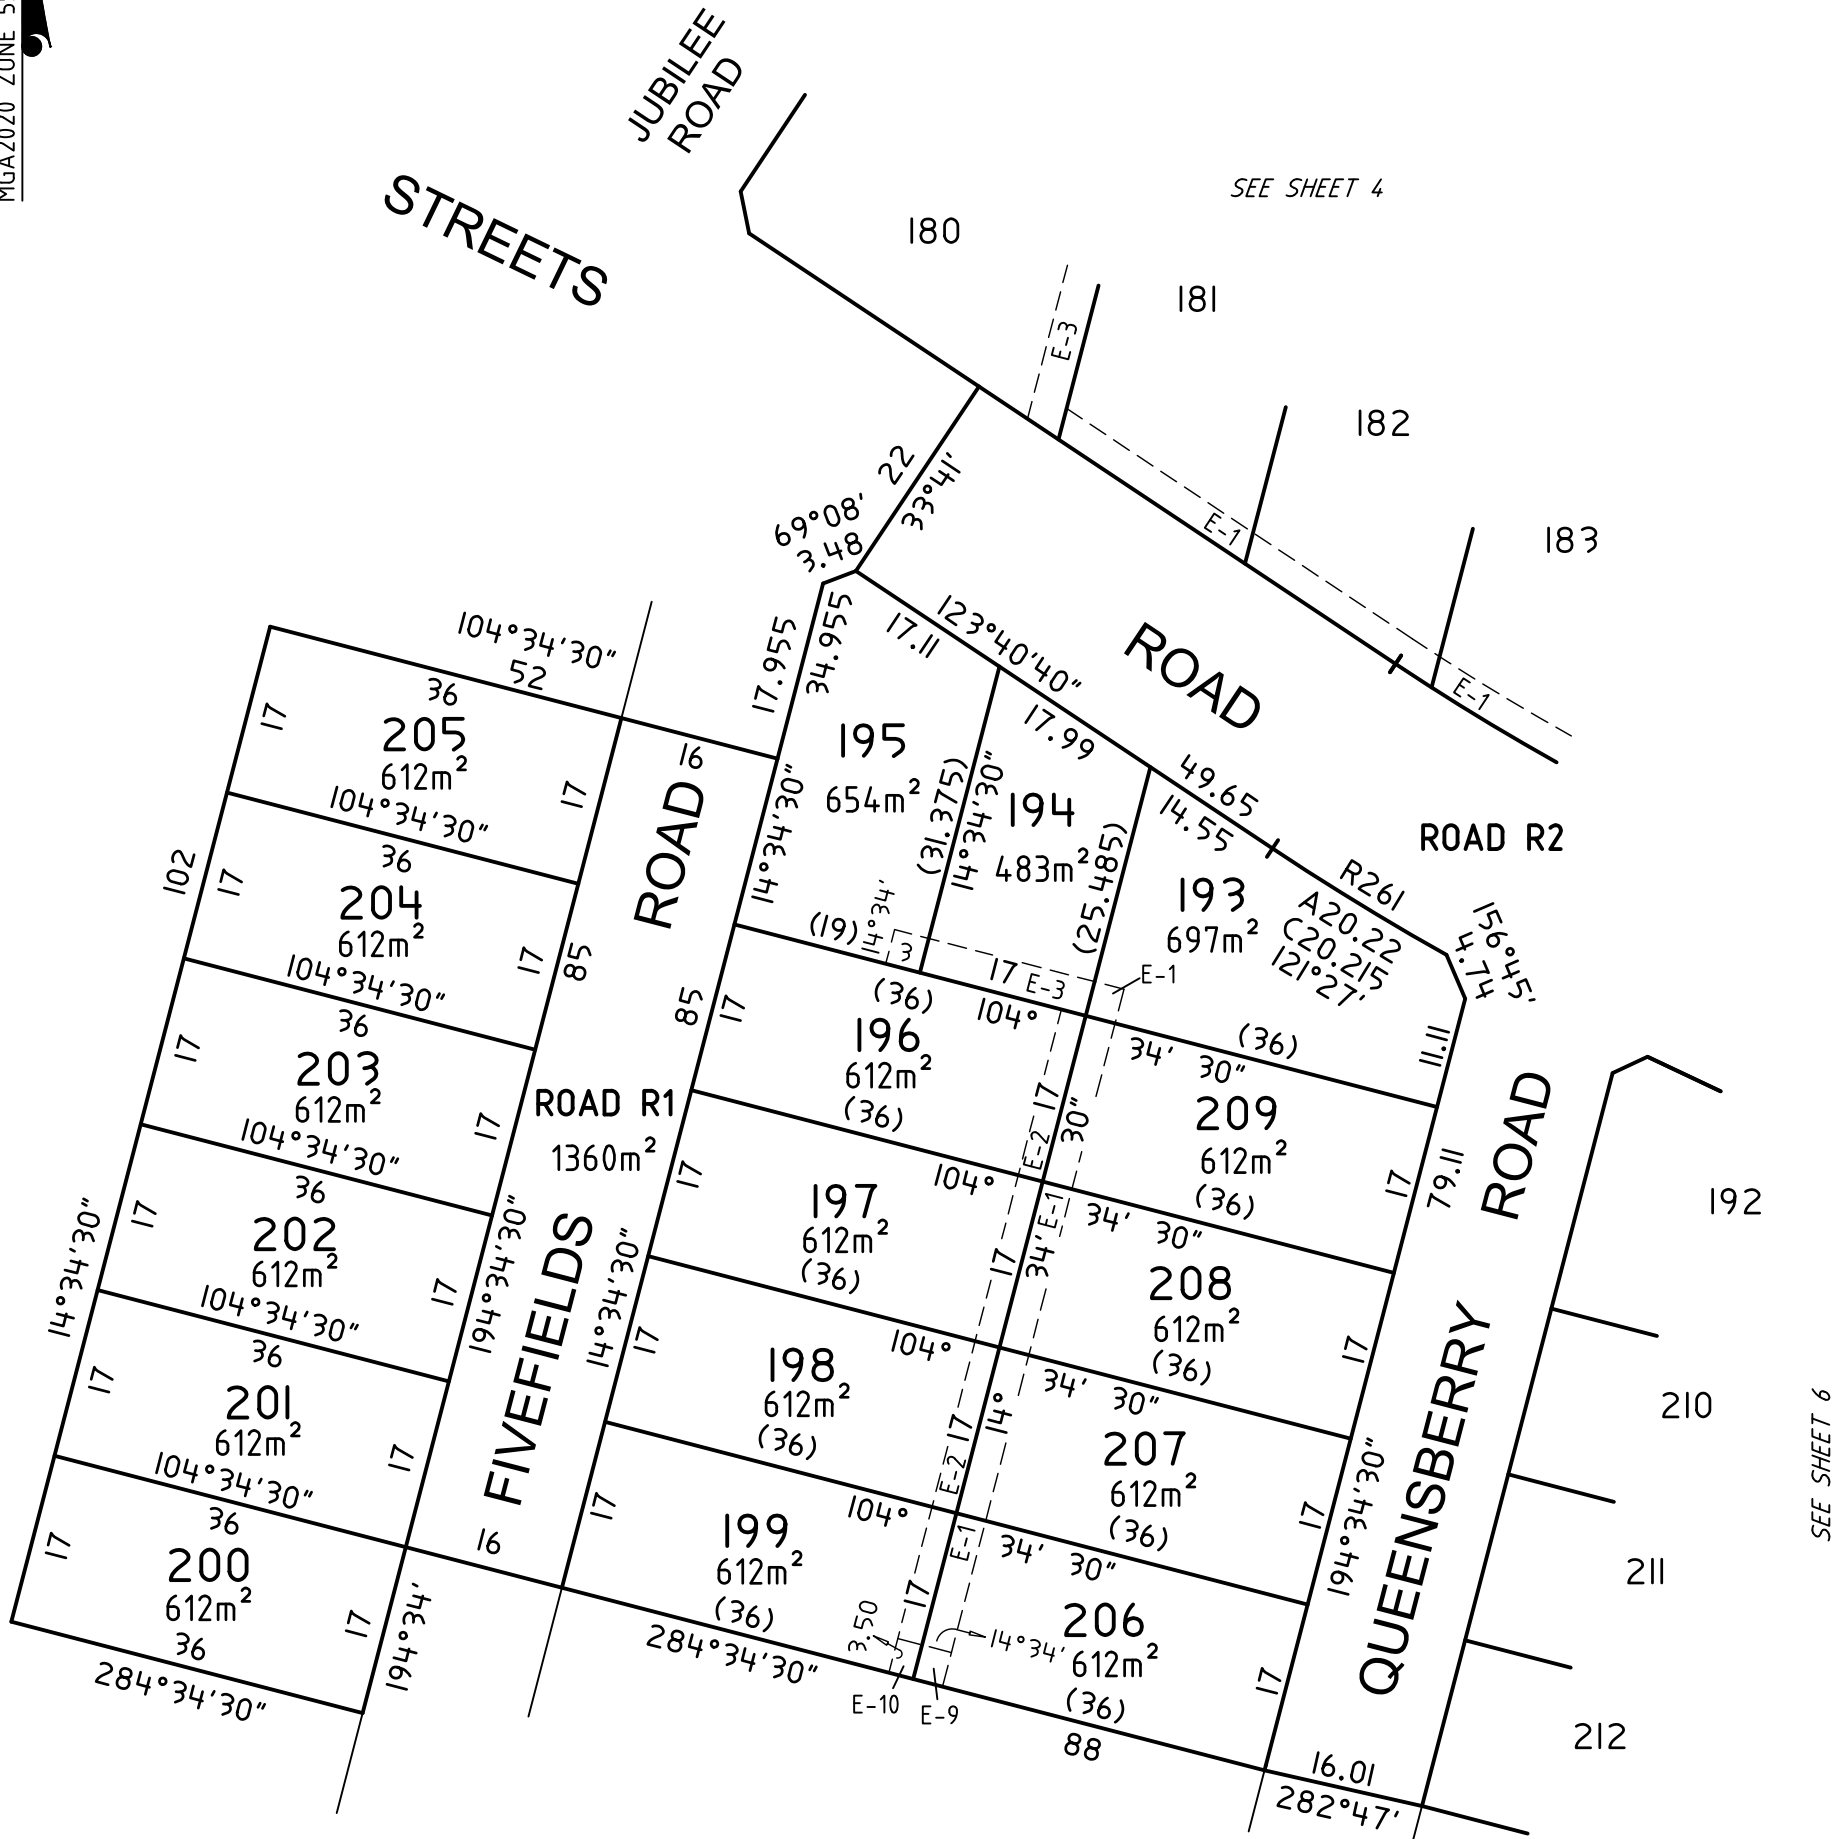 MGA2020 ZONE 5
JUBILEE
ROAD
STREETS
SEE SHEET 4
180
181
182
183
E-3
E-1
E-1
22
33°41'
69°08'
3.48
ROAD
ROAD R2
123°40'40"
17.11
17.99
49.65
14.55
R261
A20.22
C20.215
121°27'
156°45'
4.74
17.955
34.955
14°34'30"
195
654m²
(31.375)
14°34'30"
194
483m²
(25.485)
193
697m²
(19)
14°34'
3
17
E-3
E-1
11.11
104°34'30"
52
36
205
612m²
17
17
104°34'30"
36
204
612m²
17
17
104°34'30"
36
203
612m²
17
17
104°34'30"
36
202
612m²
17
17
104°34'30"
36
201
612m²
17
17
104°34'30"
36
200
612m²
17
17
36
284°34'30"
102
14°34'30"
16
ROAD
85
85
ROAD R1
1360m²
FIVEFIELDS
194°34'30"
14°34'30"
16
194°34'
(36)
104°
34' 30"
(36)
196
612m²
(36)
17
17
E-2
30"
209
612m²
(36)
17
79.11
104°
34' 30"
197
612m²
(36)
17
17
34'
E-1
208
612m²
(36)
17
104°
34' 30"
198
612m²
(36)
17
17
E-2
14°
207
612m²
(36)
17
104°
34' 30"
199
612m²
(36)
17
17
E-1
206
612m²
(36)
17
3.50
14°34'
E-10
E-9
284°34'30"
88
194°34'30"
QUEENSBERRY ROAD
16.01
282°47'
192
210
211
212
SEE SHEET 6